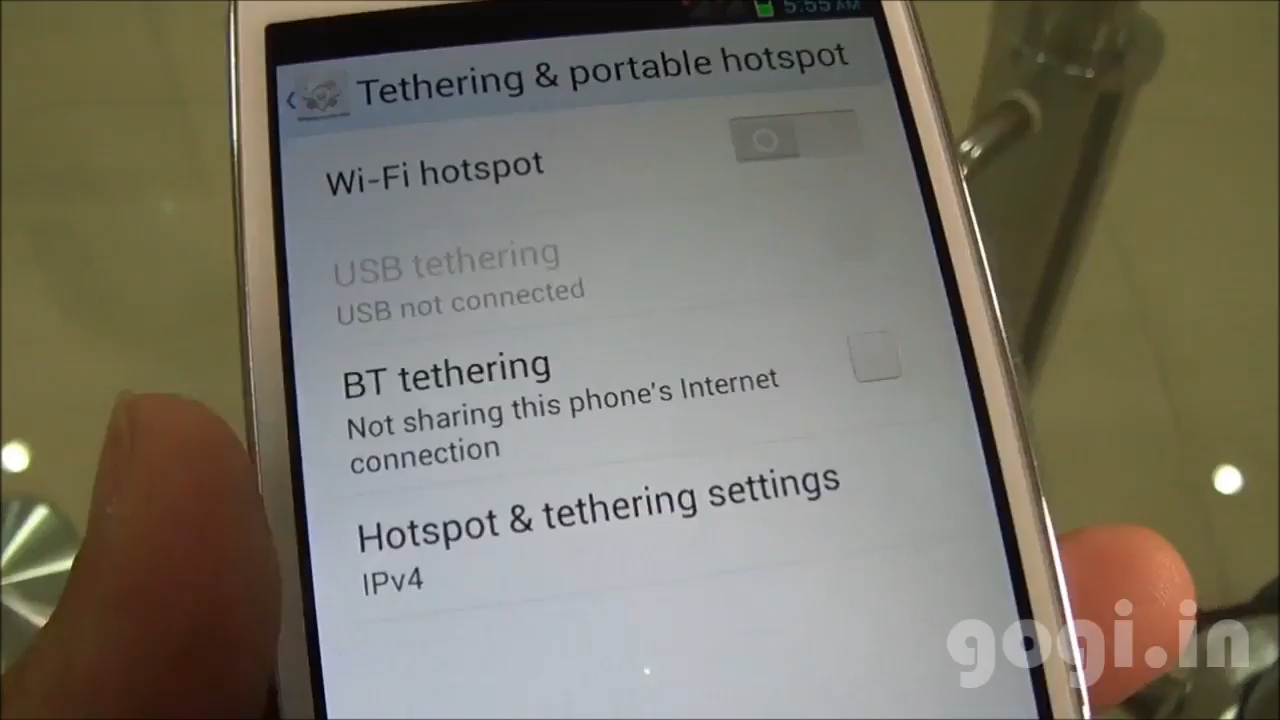 5:55 AM
Tethering & portable hotspot
Wi-Fi hotspot
USB tethering
USB not connected
BT tethering
Not sharing this phone's Internet
connection
Hotspot & tethering settings
IPv4
gogi.in